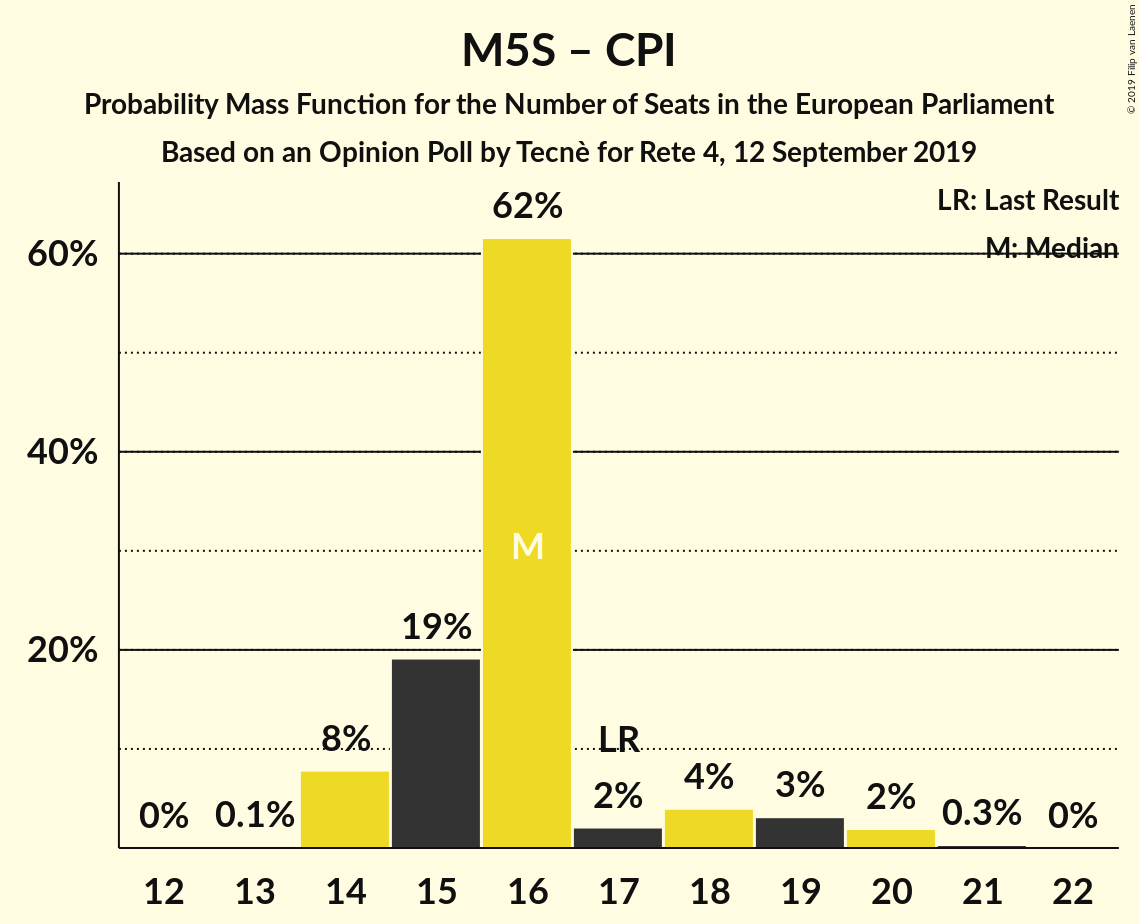 M5S – CPI
Probability Mass Function for the Number of Seats in the European Parliament
Based on an Opinion Poll by Tecnè for Rete 4, 12 September 2019
© 2019 Filip van Laenen
LR: Last Result
M: Median
60%
40%
20%
0%
0.1%
8%
19%
62%
M
LR
2%
4%
3%
2%
0.3%
0%
12 13 14 15 16 17 18 19 20 21 22